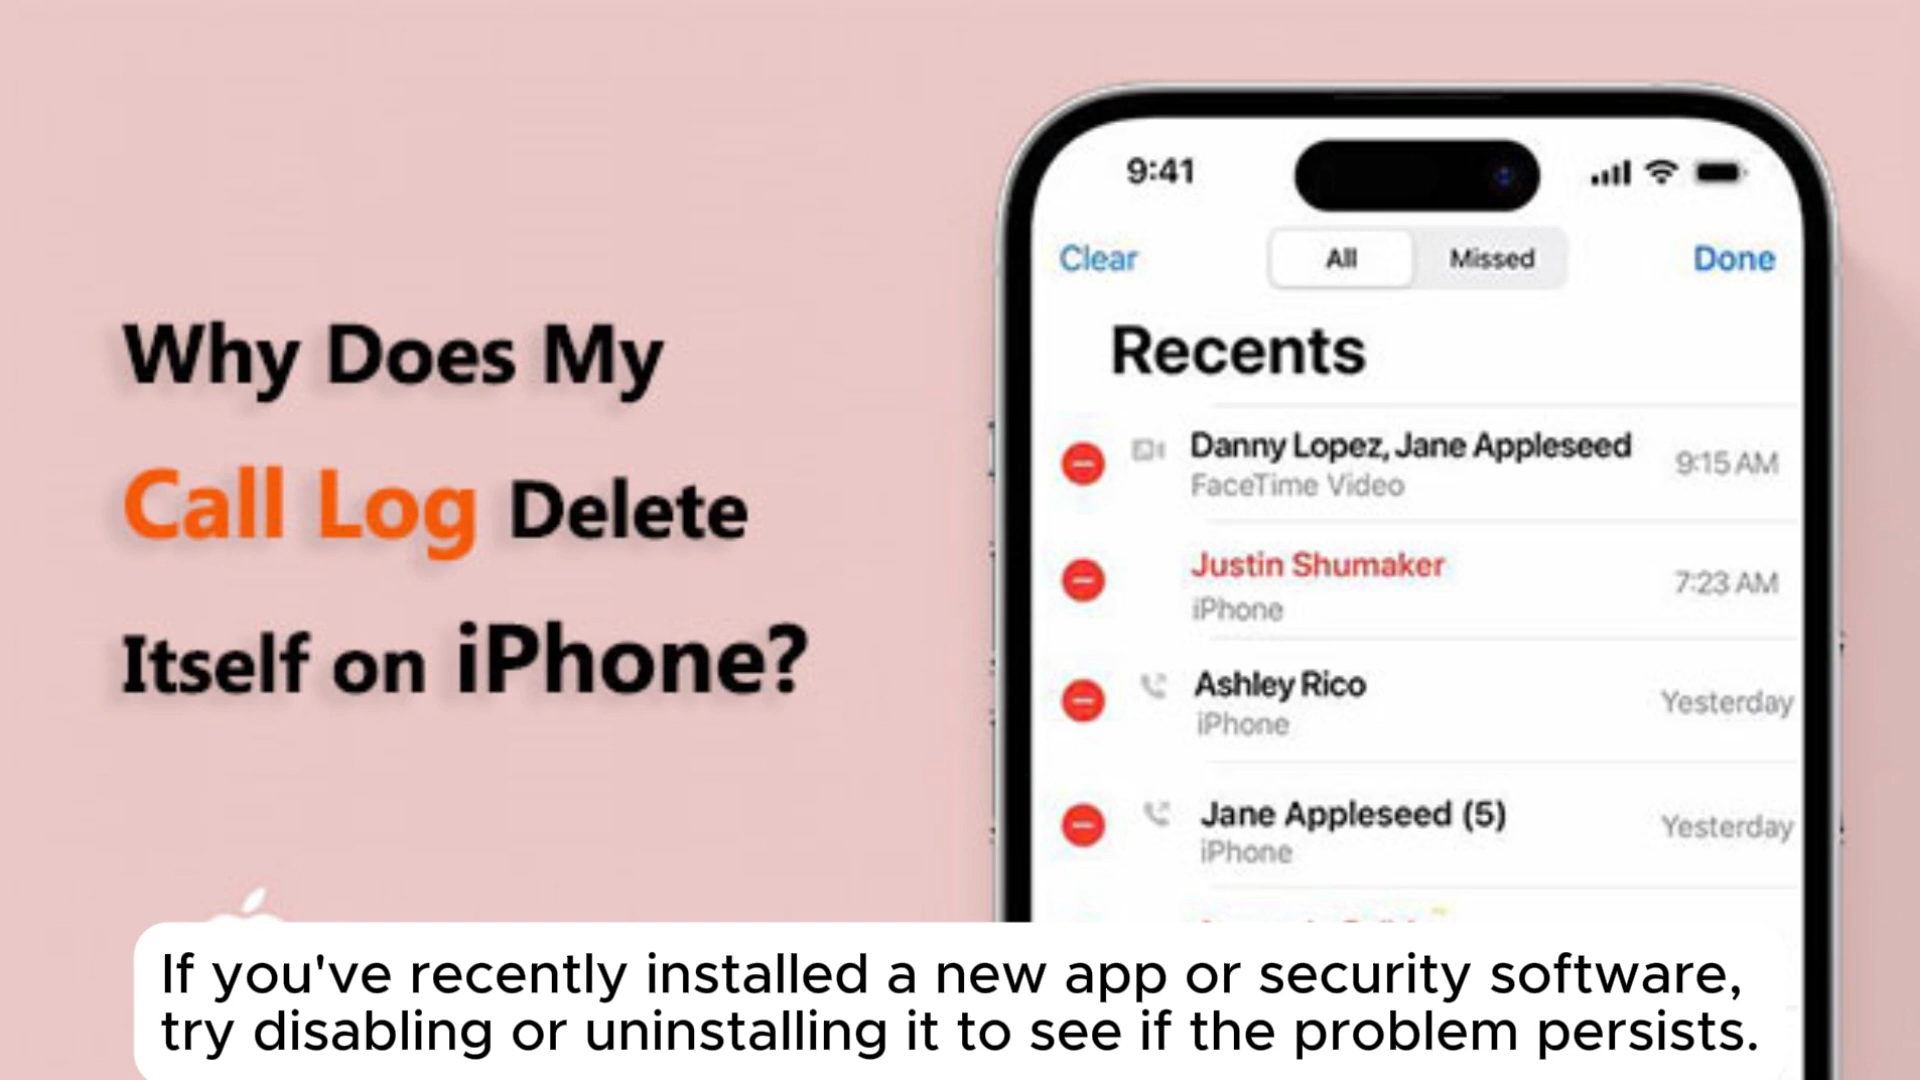 Why Does My
Call Log Delete
Itself on iPhone?
9:41
Clear
All
Missed
Done
Recents
Danny Lopez, Jane Appleseed
FaceTime Video
9:15 AM
Justin Shumaker
iPhone
7:23 AM
Ashley Rico
iPhone
Yesterday
Jane Appleseed (5)
iPhone
Yesterday
If you've recently installed a new app or security software,
try disabling or uninstalling it to see if the problem persists.